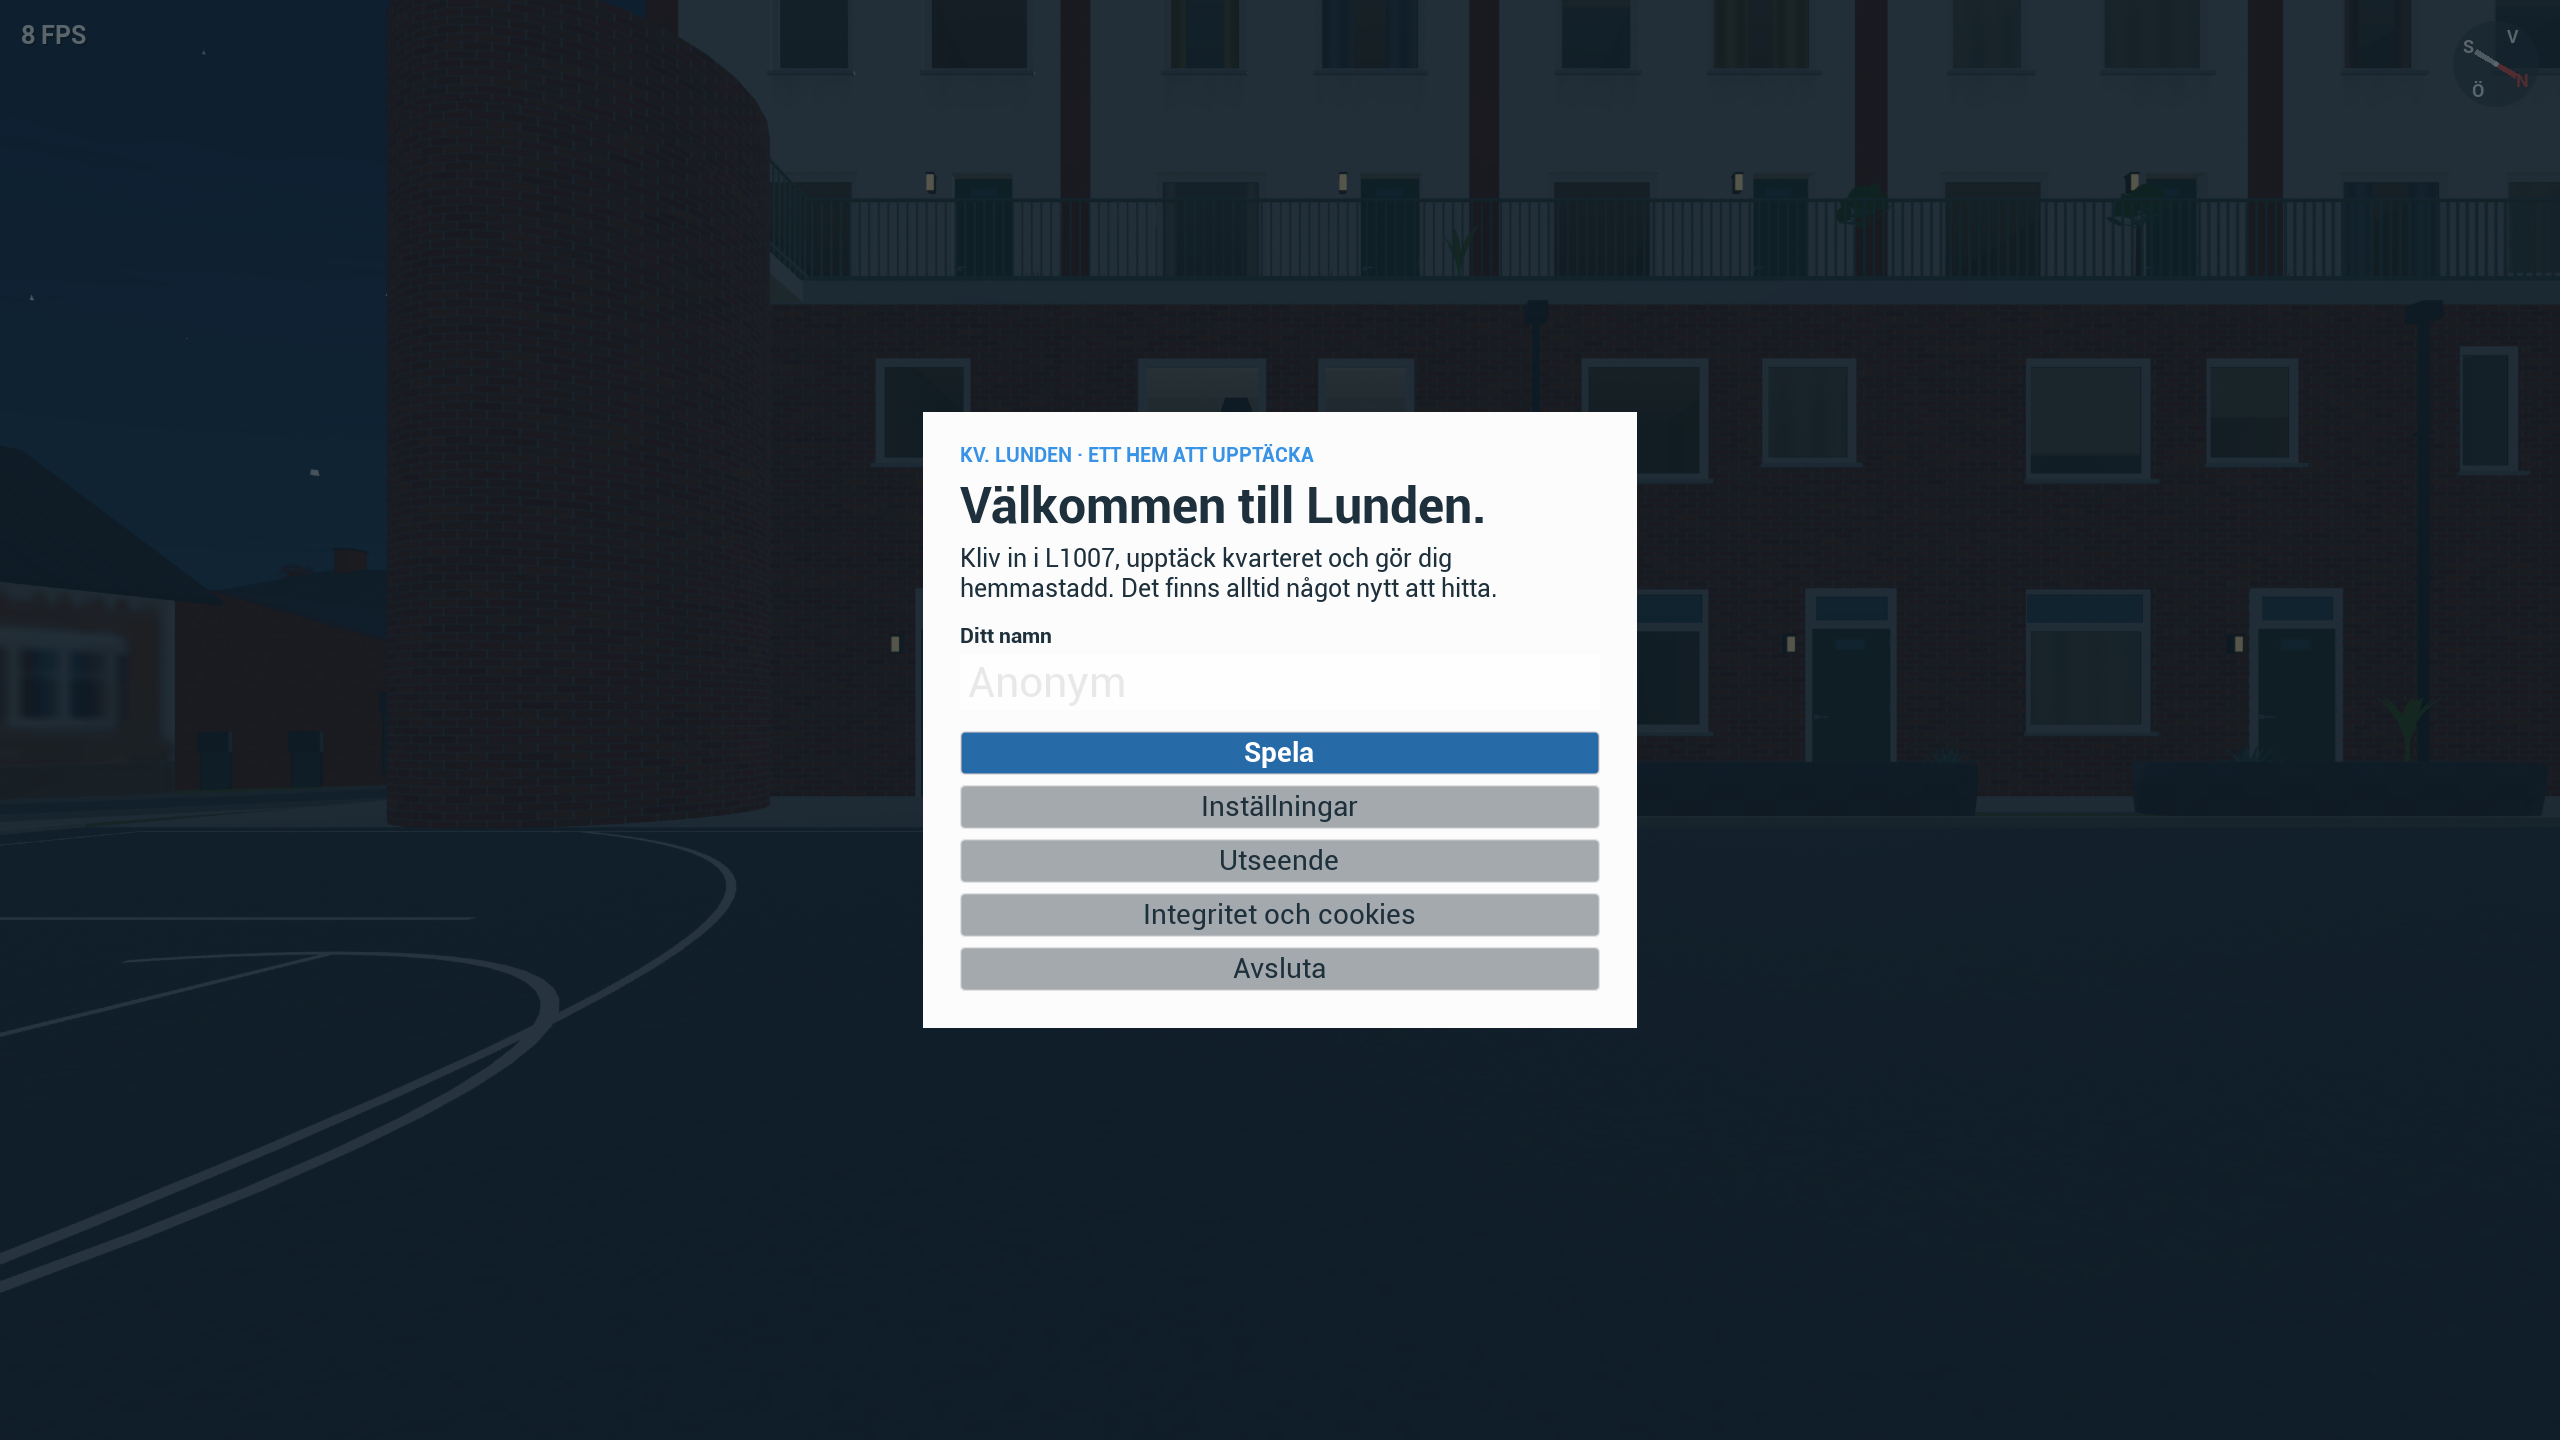 8 FPS
S V
Ö N
KV. LUNDEN · ETT HEM ATT UPPTÄCKA
Välkommen till Lunden.
Kliv in i L1007, upptäck kvarteret och gör dig
hemmastadd. Det finns alltid något nytt att hitta.
Ditt namn
Anonym
Spela
Inställningar
Utseende
Integritet och cookies
Avsluta